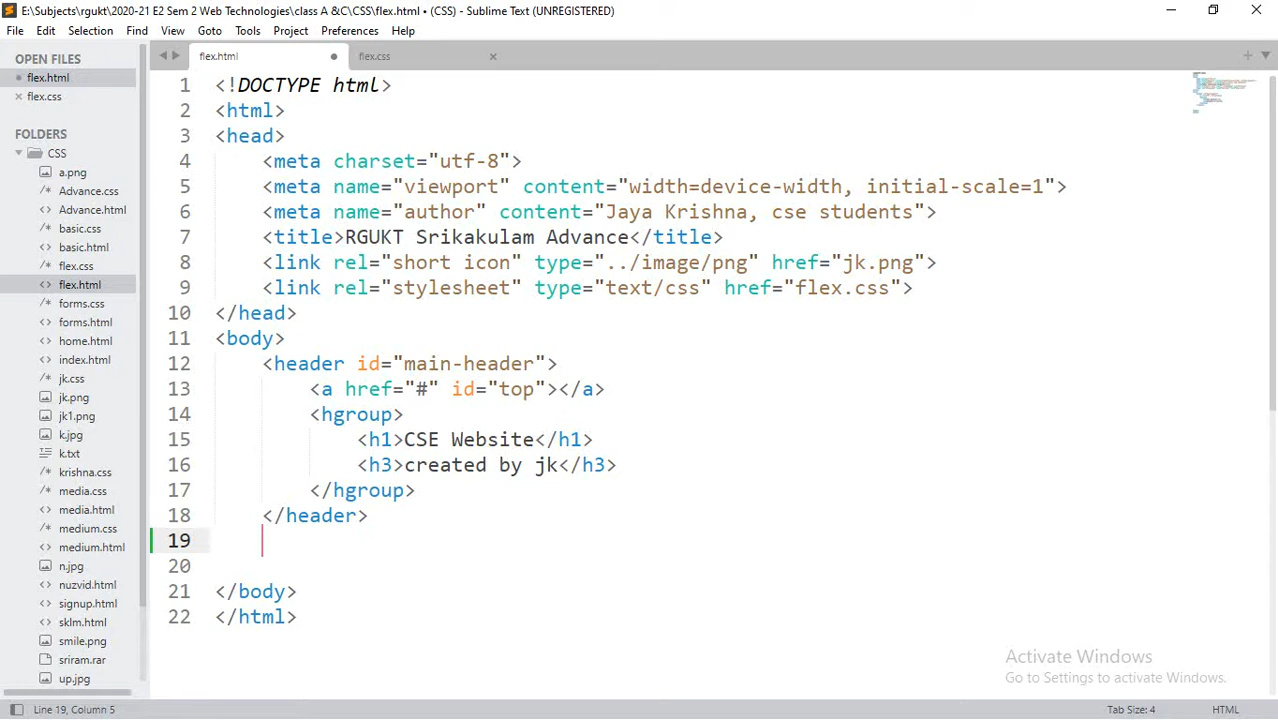 E:\Subjects\rgukt\2020-21 E2 Sem 2 Web Technologies\class A &C\CSS\flex.html • (CSS) - Sublime Text (UNREGISTERED)
File Edit Selection Find View Goto Tools Project Preferences Help
OPEN FILES
flex.html
flex.css
FOLDERS
CSS
a.png
Advance.css
Advance.html
basic.css
basic.html
flex.css
flex.html
forms.css
forms.html
home.html
index.html
jk.css
jk.png
jk1.png
k.jpg
k.txt
krishna.css
media.css
media.html
medium.css
medium.html
n.jpg
nuzvid.html
signup.html
sklm.html
smile.png
sriram.rar
up.jpg
flex.html flex.css
1 <!DOCTYPE html>
2 <html>
3 <head>
4 <meta charset="utf-8">
5 <meta name="viewport" content="width=device-width, initial-scale=1">
6 <meta name="author" content="Jaya Krishna, cse students">
7 <title>RGUKT Srikakulam Advance</title>
8 <link rel="short icon" type="../image/png" href="jk.png">
9 <link rel="stylesheet" type="text/css" href="flex.css">
10 </head>
11 <body>
12 <header id="main-header">
13 <a href="#" id="top"></a>
14 <hgroup>
15 <h1>CSE Website</h1>
16 <h3>created by jk</h3>
17 </hgroup>
18 </header>
19
20
21 </body>
22 </html>
Activate Windows
Go to Settings to activate Windows.
Line 19, Column 5 Tab Size: 4 HTML